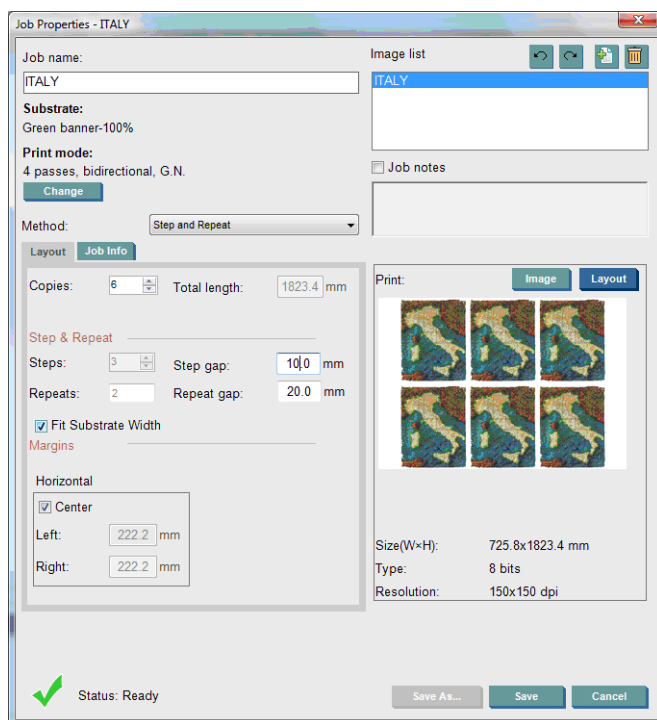 Job Properties - ITALY
Job name:
ITALY
Substrate:
Green banner-100%
Print mode:
4 passes, bidirectional, G.N.
Change
Method: Step and Repeat
Layout Job Info
Copies: 6 Total length: 1823.4 mm
Step & Repeat
Steps: 3 Step gap: 10.0 mm
Repeats: 2 Repeat gap: 20.0 mm
Fit Substrate Width
Margins
Horizontal
Center
Left: 222.2 mm
Right: 222.2 mm
Image list
ITALY
Job notes
Print: Image Layout
Size(W×H): 725.8x1823.4 mm
Type: 8 bits
Resolution: 150x150 dpi
Status: Ready
Save As... Save Cancel